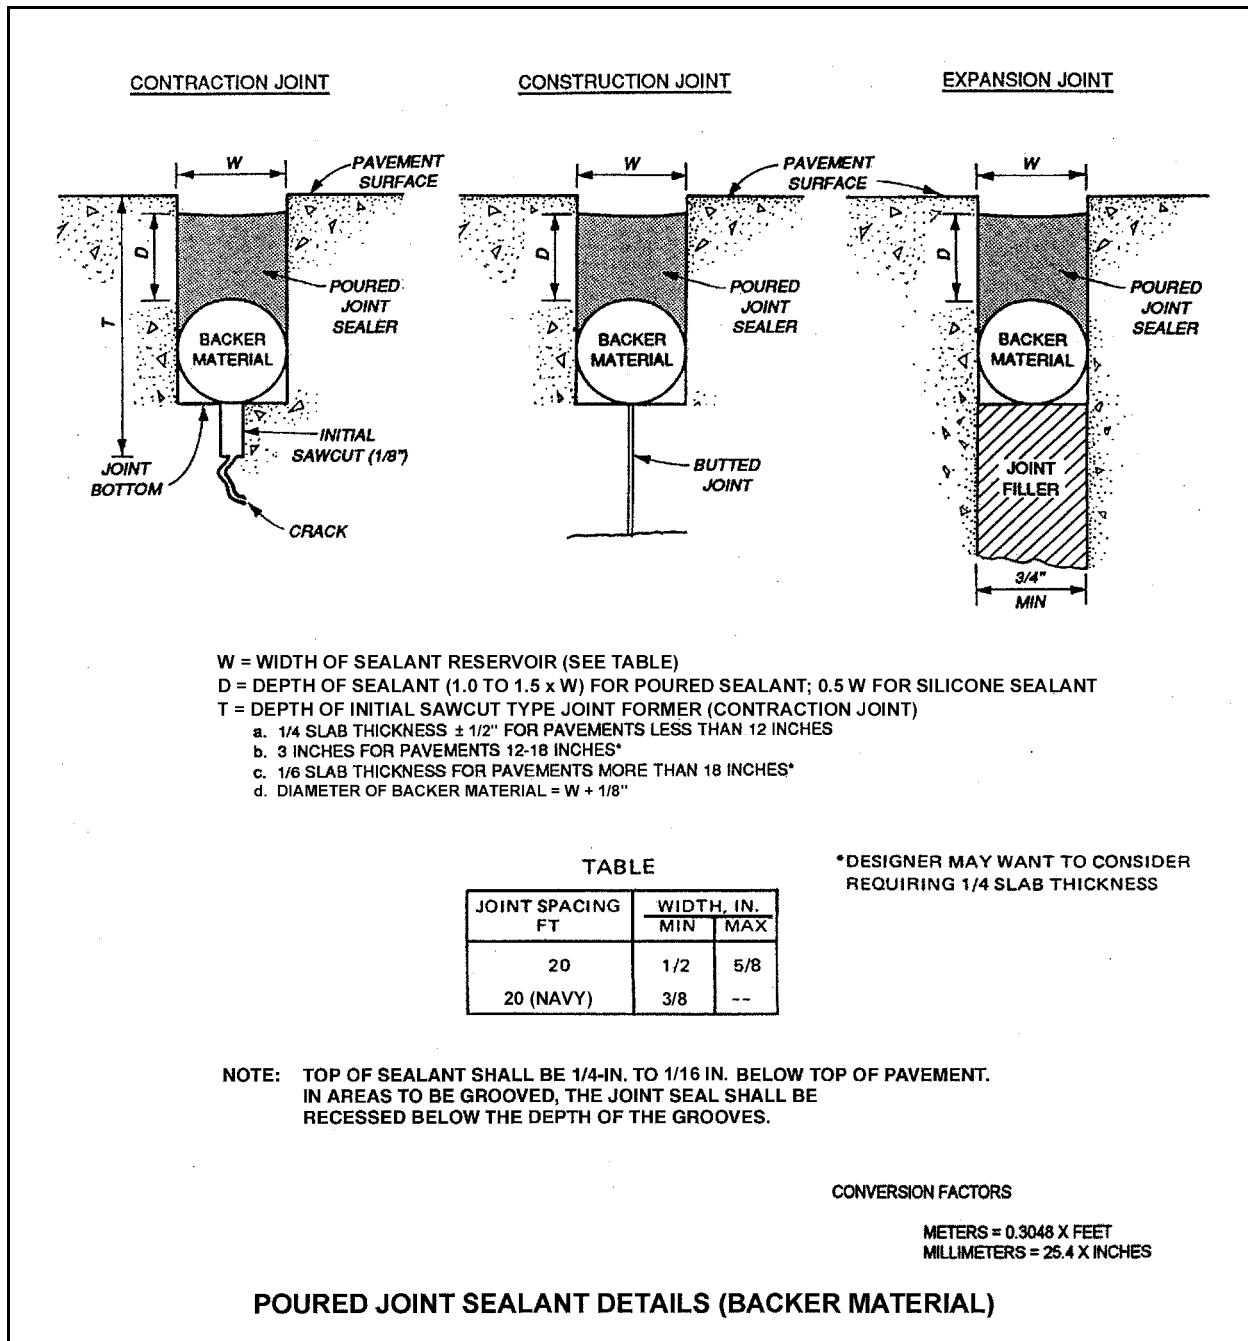 CONTRACTION JOINT
W
PAVEMENT
SURFACE
D
T
POURED
JOINT
SEALER
BACKER
MATERIAL
INITIAL
SAWCUT (1/8")
JOINT
BOTTOM
CRACK
CONSTRUCTION JOINT
W
PAVEMENT
SURFACE
D
POURED
JOINT
SEALER
BACKER
MATERIAL
BUTTED
JOINT
EXPANSION JOINT
W
D
POURED
JOINT
SEALER
BACKER
MATERIAL
JOINT
FILLER
3/4"
MIN
W = WIDTH OF SEALANT RESERVOIR (SEE TABLE)
D = DEPTH OF SEALANT (1.0 TO 1.5 x W) FOR POURED SEALANT; 0.5 W FOR SILICONE SEALANT
T = DEPTH OF INITIAL SAWCUT TYPE JOINT FORMER (CONTRACTION JOINT)
a. 1/4 SLAB THICKNESS ± 1/2" FOR PAVEMENTS LESS THAN 12 INCHES
b. 3 INCHES FOR PAVEMENTS 12-18 INCHES*
c. 1/6 SLAB THICKNESS FOR PAVEMENTS MORE THAN 18 INCHES*
d. DIAMETER OF BACKER MATERIAL = W + 1/8"
*DESIGNER MAY WANT TO CONSIDER
REQUIRING 1/4 SLAB THICKNESS
TABLE
JOINT SPACING WIDTH, IN.
FT MIN MAX
20 1/2 5/8
20 (NAVY) 3/8 --
NOTE: TOP OF SEALANT SHALL BE 1/4-IN. TO 1/16 IN. BELOW TOP OF PAVEMENT.
IN AREAS TO BE GROOVED, THE JOINT SEAL SHALL BE
RECESSED BELOW THE DEPTH OF THE GROOVES.
CONVERSION FACTORS
METERS = 0.3048 X FEET
MILLIMETERS = 25.4 X INCHES
POURED JOINT SEALANT DETAILS (BACKER MATERIAL)